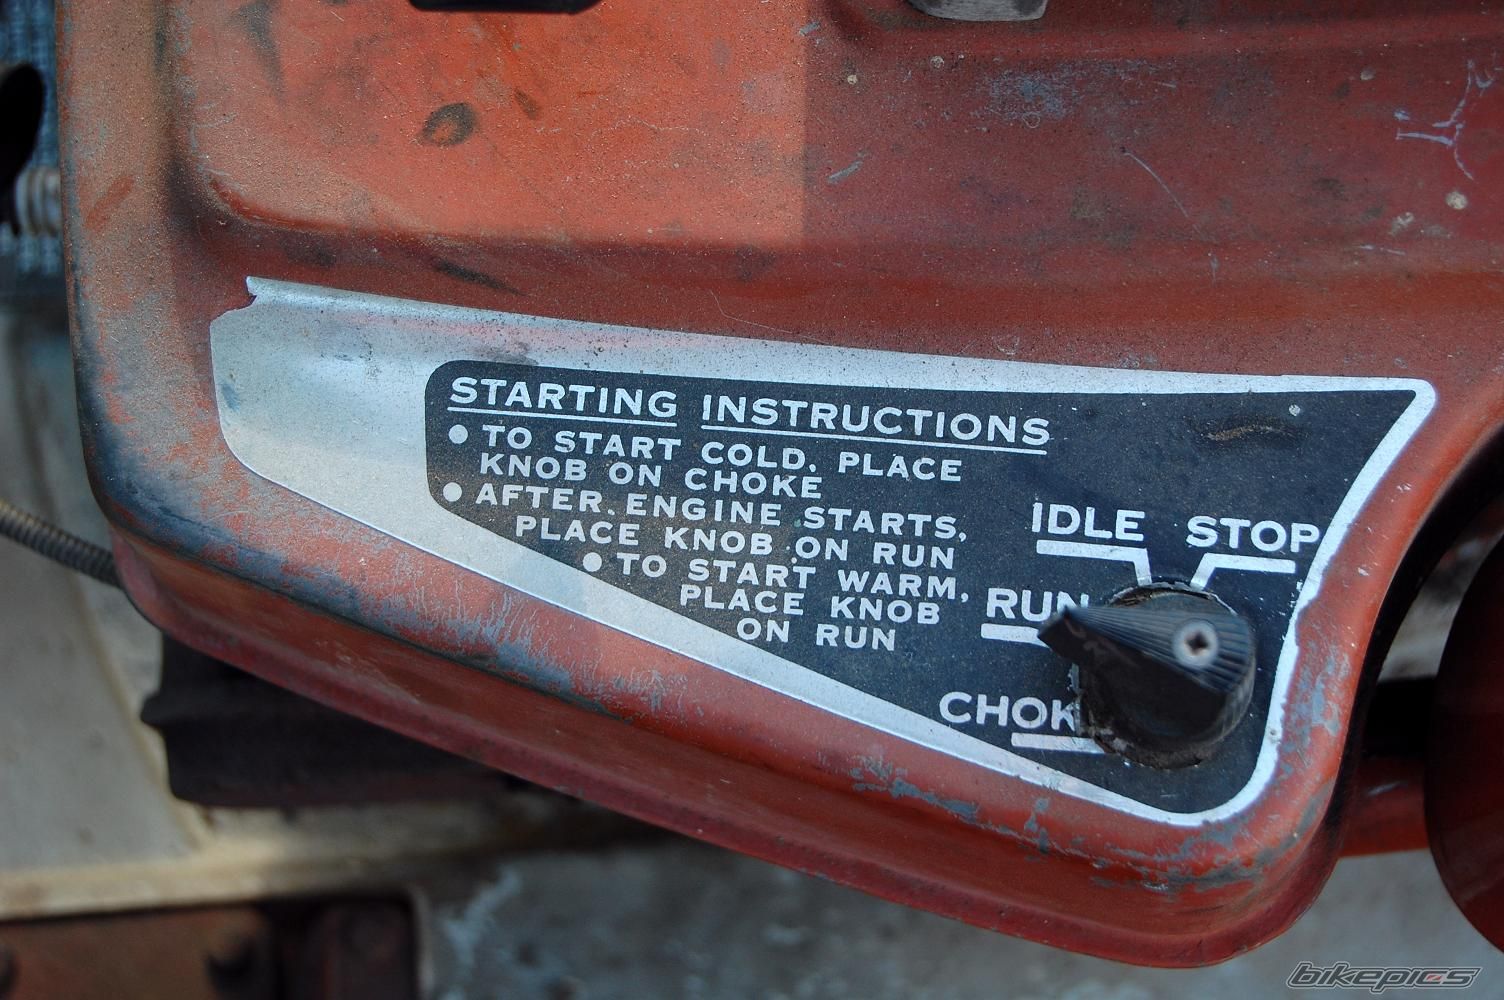 STARTING INSTRUCTIONS
• TO START COLD, PLACE
KNOB ON CHOKE
• AFTER ENGINE STARTS,
PLACE KNOB ON RUN
• TO START WARM,
PLACE KNOB
ON RUN
IDLE STOP
RUN
CHOKE
bikepics